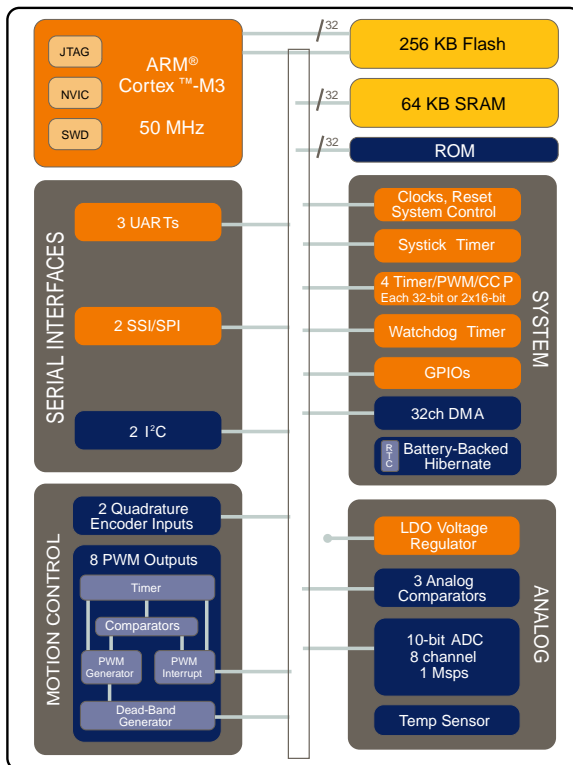 JTAG
NVIC
SWD
ARM®
Cortex™-M3
50 MHz
32
256 KB Flash
32
64 KB SRAM
32
ROM
SERIAL INTERFACES
3 UARTs
2 SSI/SPI
2 I²C
SYSTEM
Clocks, Reset
System Control
Systick Timer
4 Timer/PWM/CCP
Each 32-bit or 2x16-bit
Watchdog Timer
GPIOs
32ch DMA
RTC
Battery-Backed
Hibernate
MOTION CONTROL
2 Quadrature
Encoder Inputs
8 PWM Outputs
Timer
Comparators
PWM
Generator
PWM
Interrupt
Dead-Band
Generator
ANALOG
LDO Voltage
Regulator
3 Analog
Comparators
10-bit ADC
8 channel
1 Msps
Temp Sensor